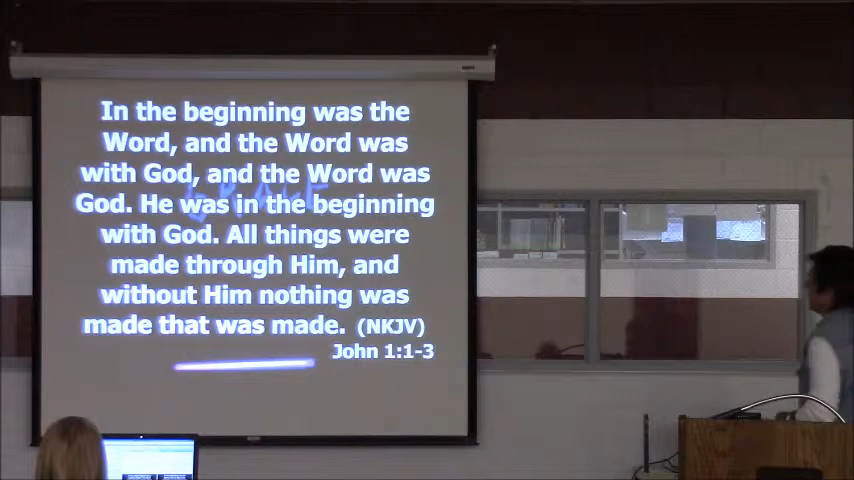 In the beginning was the
Word, and the Word was
with God, and the Word was
God. He was in the beginning
with God. All things were
made through Him, and
without Him nothing was
made that was made. (NKJV)
John 1:1-3